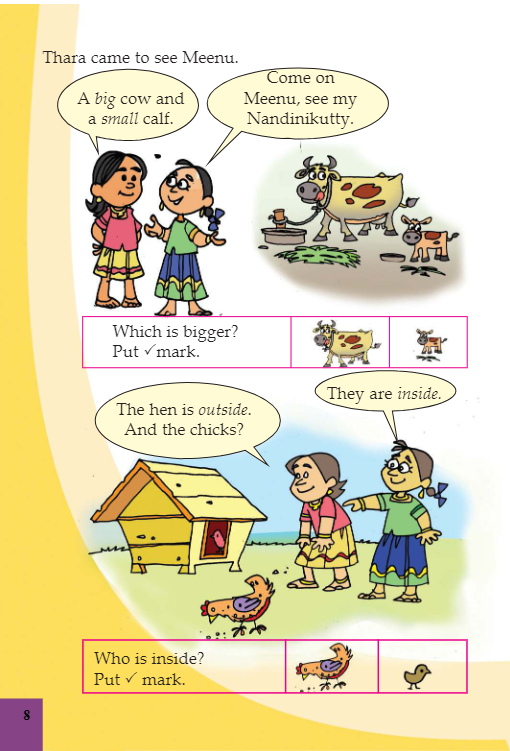 Thara came to see Meenu.
A big cow and
a small calf.
Come on
Meenu, see my
Nandinikutty.
Which is bigger?
Put ✓ mark.
The hen is outside.
And the chicks?
They are inside.
Who is inside?
Put ✓ mark.
8